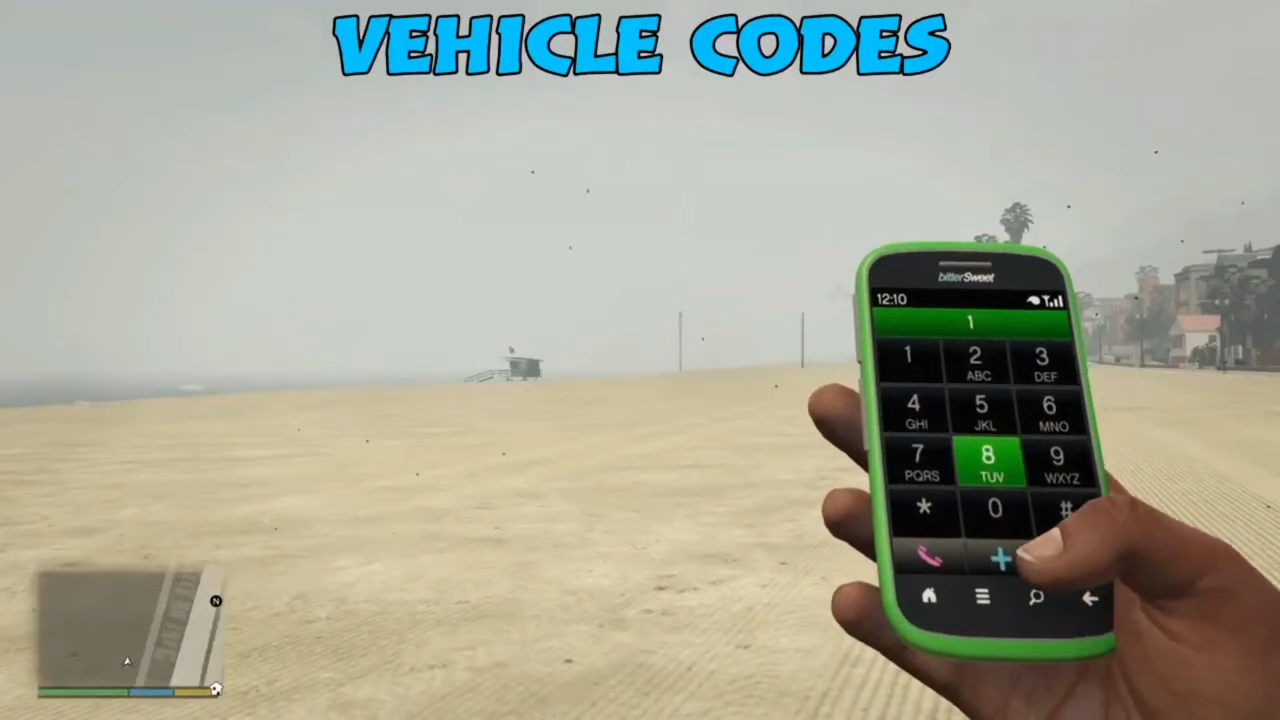 VEHICLE CODES
bitterSweet
12:10
1
1 2 3
ABC DEF
4 5 6
GHI JKL MNO
7 8 9
PQRS TUV WXYZ
* 0 #
N